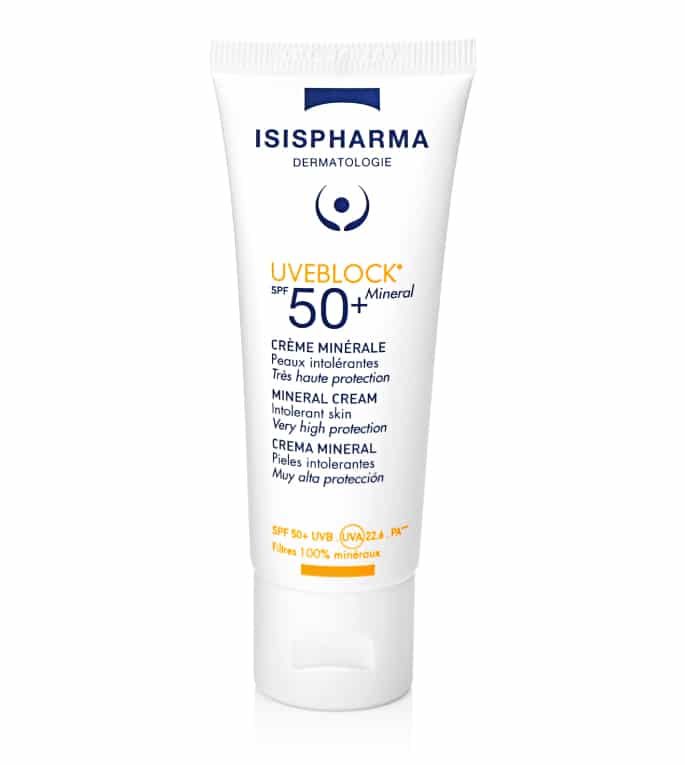 ISISPHARMA
DERMATOLOGIE
UVEBLOCK
SPF 50+ Mineral
CRÈME MINÉRALE
Peaux intolérantes
Très haute protection
MINERAL CREAM
Intolerant skin
Very high protection
CREMA MINERAL
Pieles intolerantes
Muy alta protección
SPF 50+ UVB . UVA 22.6 . PA+++
Filtres 100% minéraux